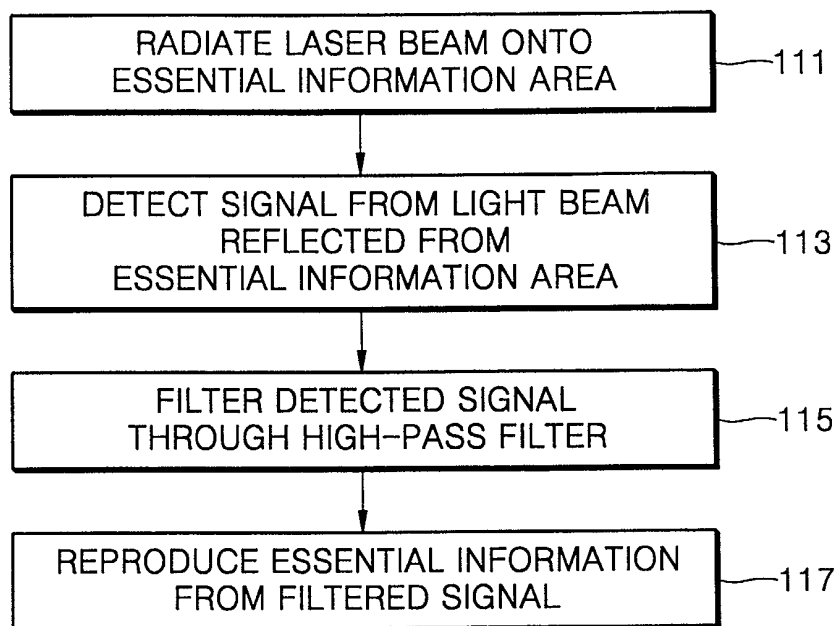 RADIATE LASER BEAM ONTO
ESSENTIAL INFORMATION AREA
111
DETECT SIGNAL FROM LIGHT BEAM
REFLECTED FROM
ESSENTIAL INFORMATION AREA
113
FILTER DETECTED SIGNAL
THROUGH HIGH-PASS FILTER
115
REPRODUCE ESSENTIAL INFORMATION
FROM FILTERED SIGNAL
117